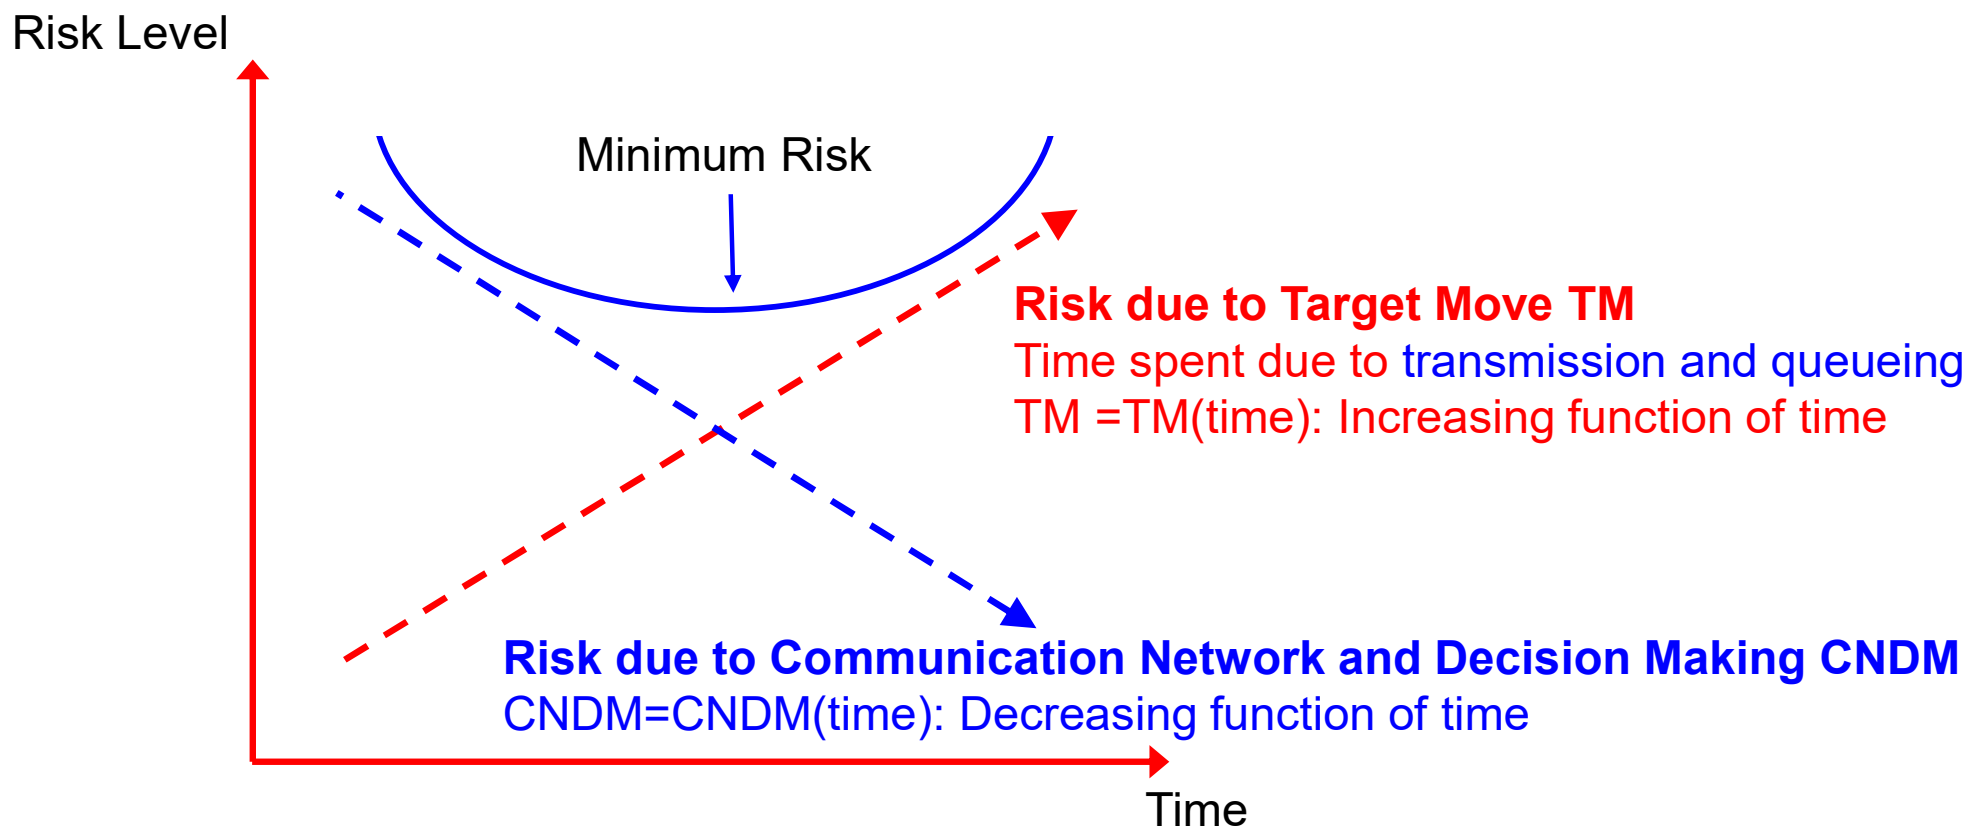 Risk Level
Minimum Risk
Risk due to Target Move TM
Time spent due to transmission and queueing
TM =TM(time): Increasing function of time
Risk due to Communication Network and Decision Making CNDM
CNDM=CNDM(time): Decreasing function of time
Time